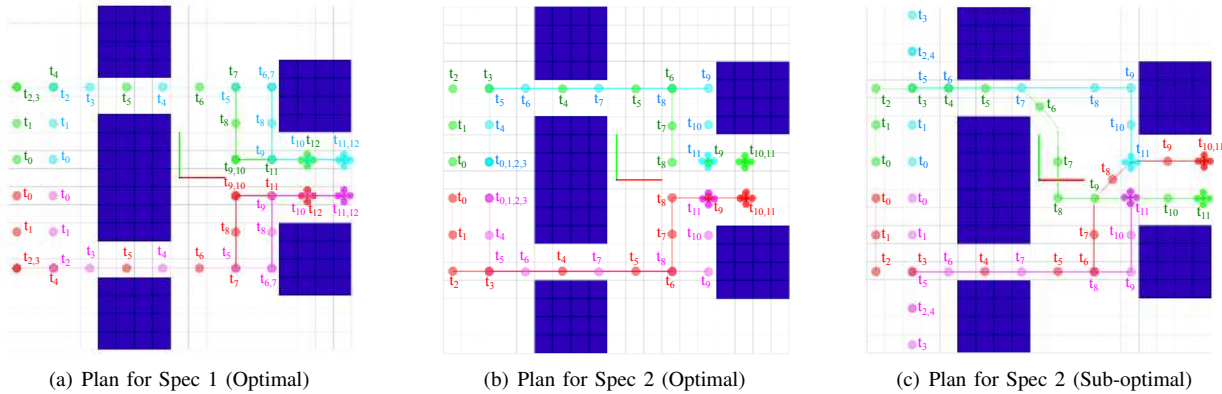 t4 t7 t6,7
t2,3 t2 t3 t5 t4 t6 t5
t1 t1 t8 t8
t10 t12 t11,12
t0 t0 t9
t9,10 t11
t0 t0 t9,10 t11
t9 t10 t12 t11,12
t1 t1 t8 t8
t2 t3 t5 t4 t6 t5 t5
t2,3 t4 t7 t6,7
(a) Plan for Spec 1 (Optimal)
t2 t3 t6 t9
t5 t6 t4 t7 t5 t8
t1 t4 t7
t11 t9 t10,11
t0 t0,1,2,3 t8
t0 t0,1,2,3 t8 t11 t9 t10,11
t1 t4 t7 t10
t5 t6 t4 t7 t5 t8
t2 t3 t6 t9
(b) Plan for Spec 2 (Optimal)
t3
t2,4
t5 t6 t9
t2 t3 t4 t5 t7 t8
t6
t1 t1 t10
t11 t9 t10,11
t0 t0 t7
t8
t9
t0 t0 t8 t11 t10 t11
t1 t1 t7 t10
t3 t4 t5 t6
t2 t5 t6 t7 t8 t9
t2,4
t3
(c) Plan for Spec 2 (Sub-optimal)